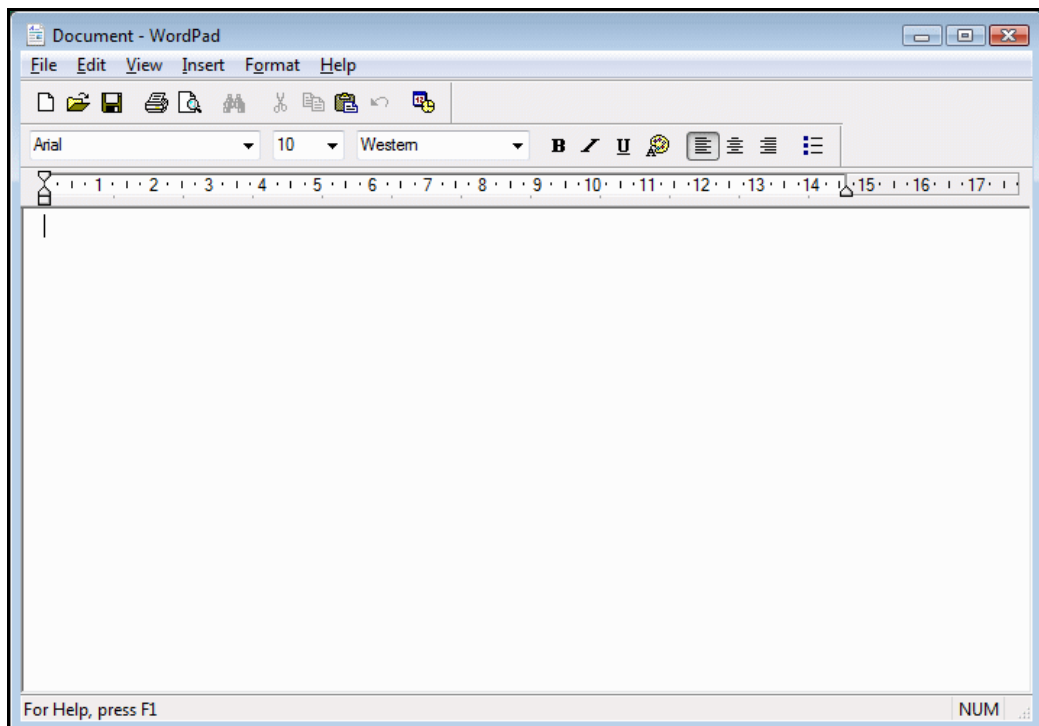 Document - WordPad
File Edit View Insert Format Help
Arial 10 Western B I U
1 2 3 4 5 6 7 8 9 10 11 12 13 14 15 16 17
For Help, press F1 NUM